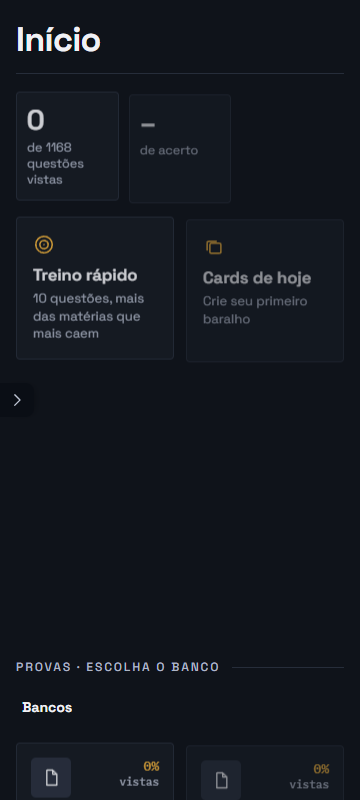 Início
0
de 1168
questões
vistas
–
de acerto
Treino rápido
10 questões, mais
das matérias que
mais caem
Cards de hoje
Crie seu primeiro
baralho
PROVAS · ESCOLHA O BANCO
Bancos
0%
vistas
0%
vistas